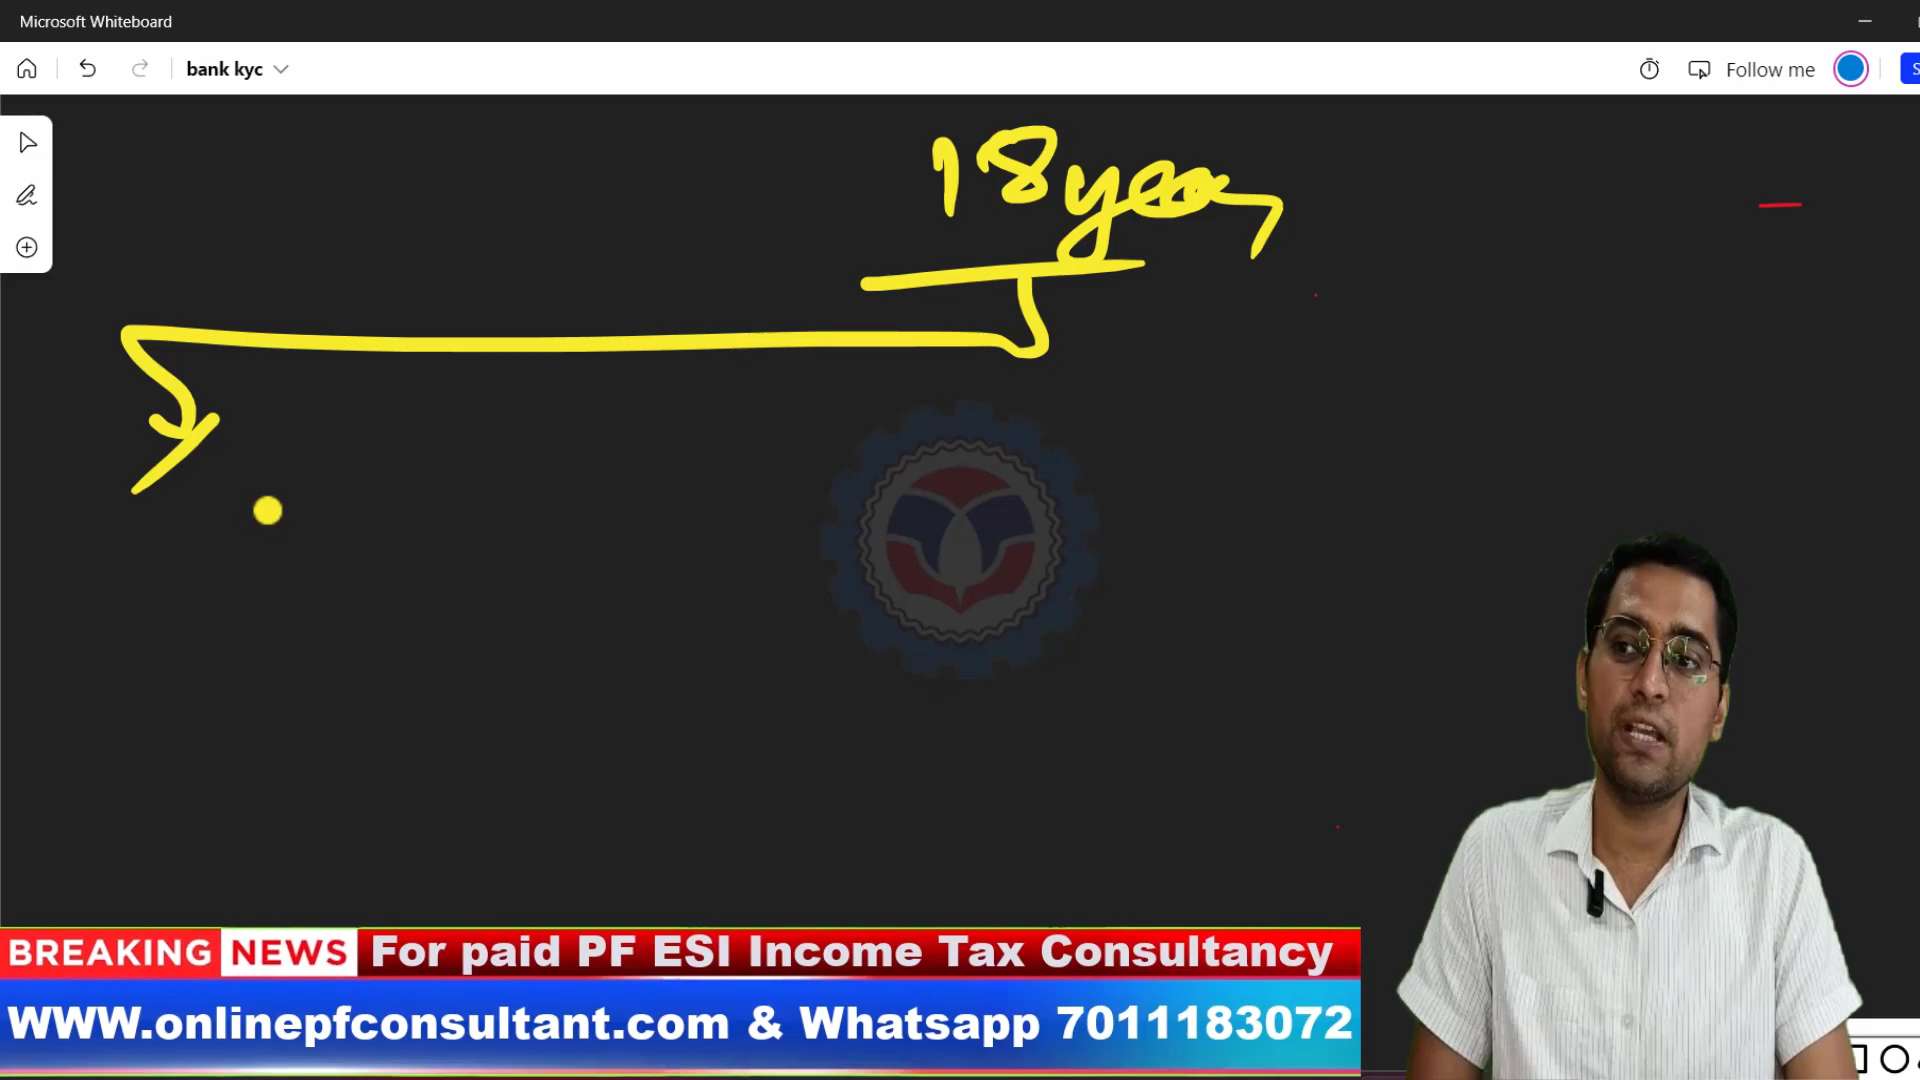 Microsoft Whiteboard
bank kyc
Follow me
S
18 year
BREAKING NEWS For paid PF ESI Income Tax Consultancy
WWW.onlinepfconsultant.com & Whatsapp 7011183072